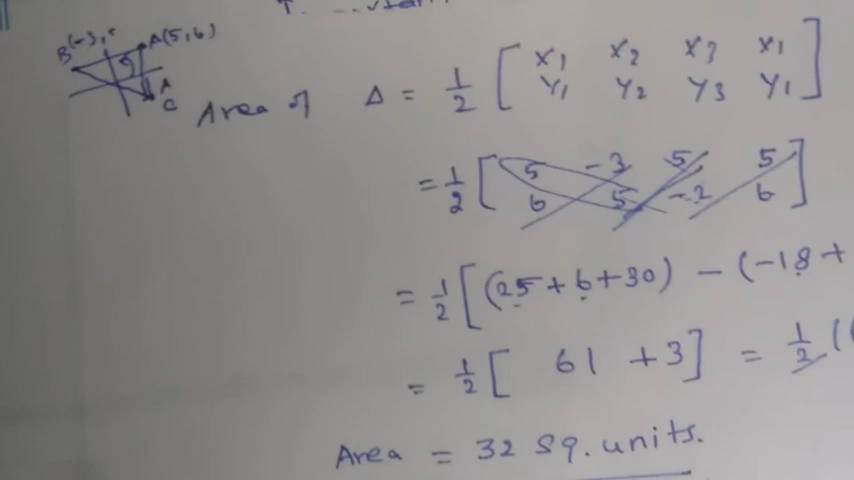 B(-3, A(5,6)
A
C
Area of Δ = 1/2 [ x1 x2 x3 x1
y1 y2 y3 y1 ]
= 1/2 [ 5 -3 5 5
6 5 -2 6 ]
= 1/2 [ (25+6+30) - (-18+
= 1/2 [ 61 +3 ] = 1/2 (
Area = 32 sq. units.